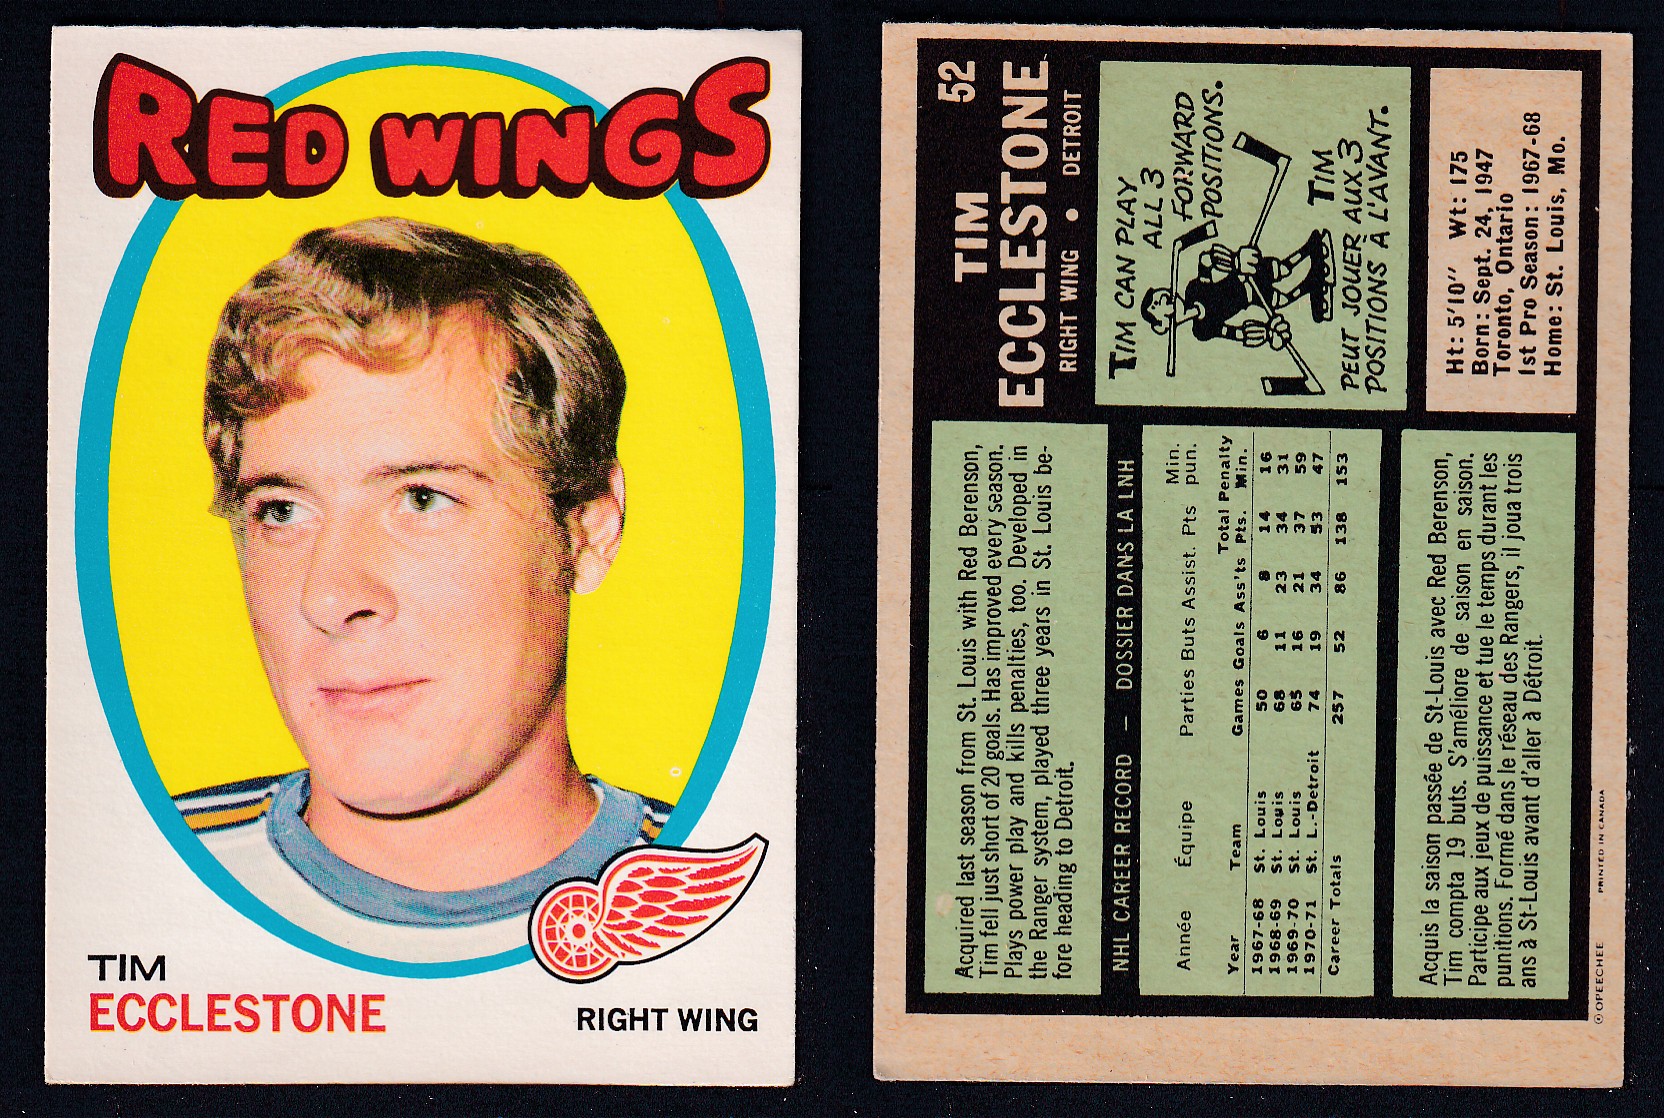 RED WINGS
TIM
ECCLESTONE
RIGHT WING
52
TIM
ECCLESTONE
RIGHT WING • DETROIT
TIM CAN PLAY
ALL 3
FORWARD
POSITIONS.
TIM
PEUT JOUER AUX 3
POSITIONS À L'AVANT.
Ht: 5'10" Wt: 175
Born: Sept. 24, 1947
Toronto, Ontario
1st Pro Season: 1967-68
Home: St. Louis, Mo.
Acquired last season from St. Louis with Red Berenson,
Tim fell just short of 20 goals. Has improved every season.
Plays power play and kills penalties, too. Developed in
the Ranger system, played three years in St. Louis be-
fore heading to Detroit.
NHL CAREER RECORD — DOSSIER DANS LA LNH
Année Équipe Parties Buts Assist. Pts Min. pun.
Year Team Games Goals Ass'ts Total Pts. Penalty Min.
1967-68 St. Louis 50 6 8 14 16
1968-69 St. Louis 68 11 23 34 31
1969-70 St. Louis 65 16 21 37 59
1970-71 St. L.-Detroit 74 19 34 53 47
Career Totals 257 52 86 138 153
Acquis la saison passée de St-Louis avec Red Berenson,
Tim compta 19 buts. S'améliore de saison en saison.
Participe aux jeux de puissance et tue le temps durant les
punitions. Formé dans le réseau des Rangers, il joua trois
ans à St-Louis avant d'aller à Détroit.
© OPEECHEE PRINTED IN CANADA